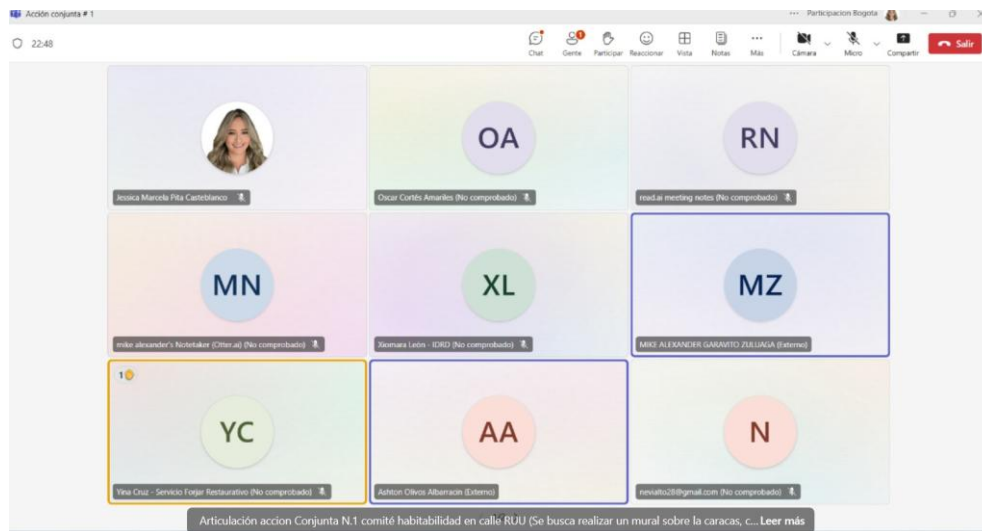 Acción conjunta # 1
Participacion Bogota
22:48
Chat
Gente
Participar
Reaccionar
Vista
Notas
Más
Cámara
Micro
Compartir
Salir
Jessica Marcela Pita Casteblanco
OA
Oscar Cortés Amariles (No comprobado)
RN
read.ai meeting notes (No comprobado)
MN
mike alexander's Notetaker (Otter.ai) (No comprobado)
XL
Xiomara León - IDRD (No comprobado)
MZ
MIKE ALEXANDER GARAVITO ZULUAGA (Externo)
1
YC
Yina Cruz - Servicio Forjar Restaurativo (No comprobado)
AA
Ashton Olivos Albarracin (Externo)
N
nevialto28@gmail.com (No comprobado)
Articulación accion Conjunta N.1 comité habitabilidad en calle RUU (Se busca realizar un mural sobre la caracas, c... Leer más